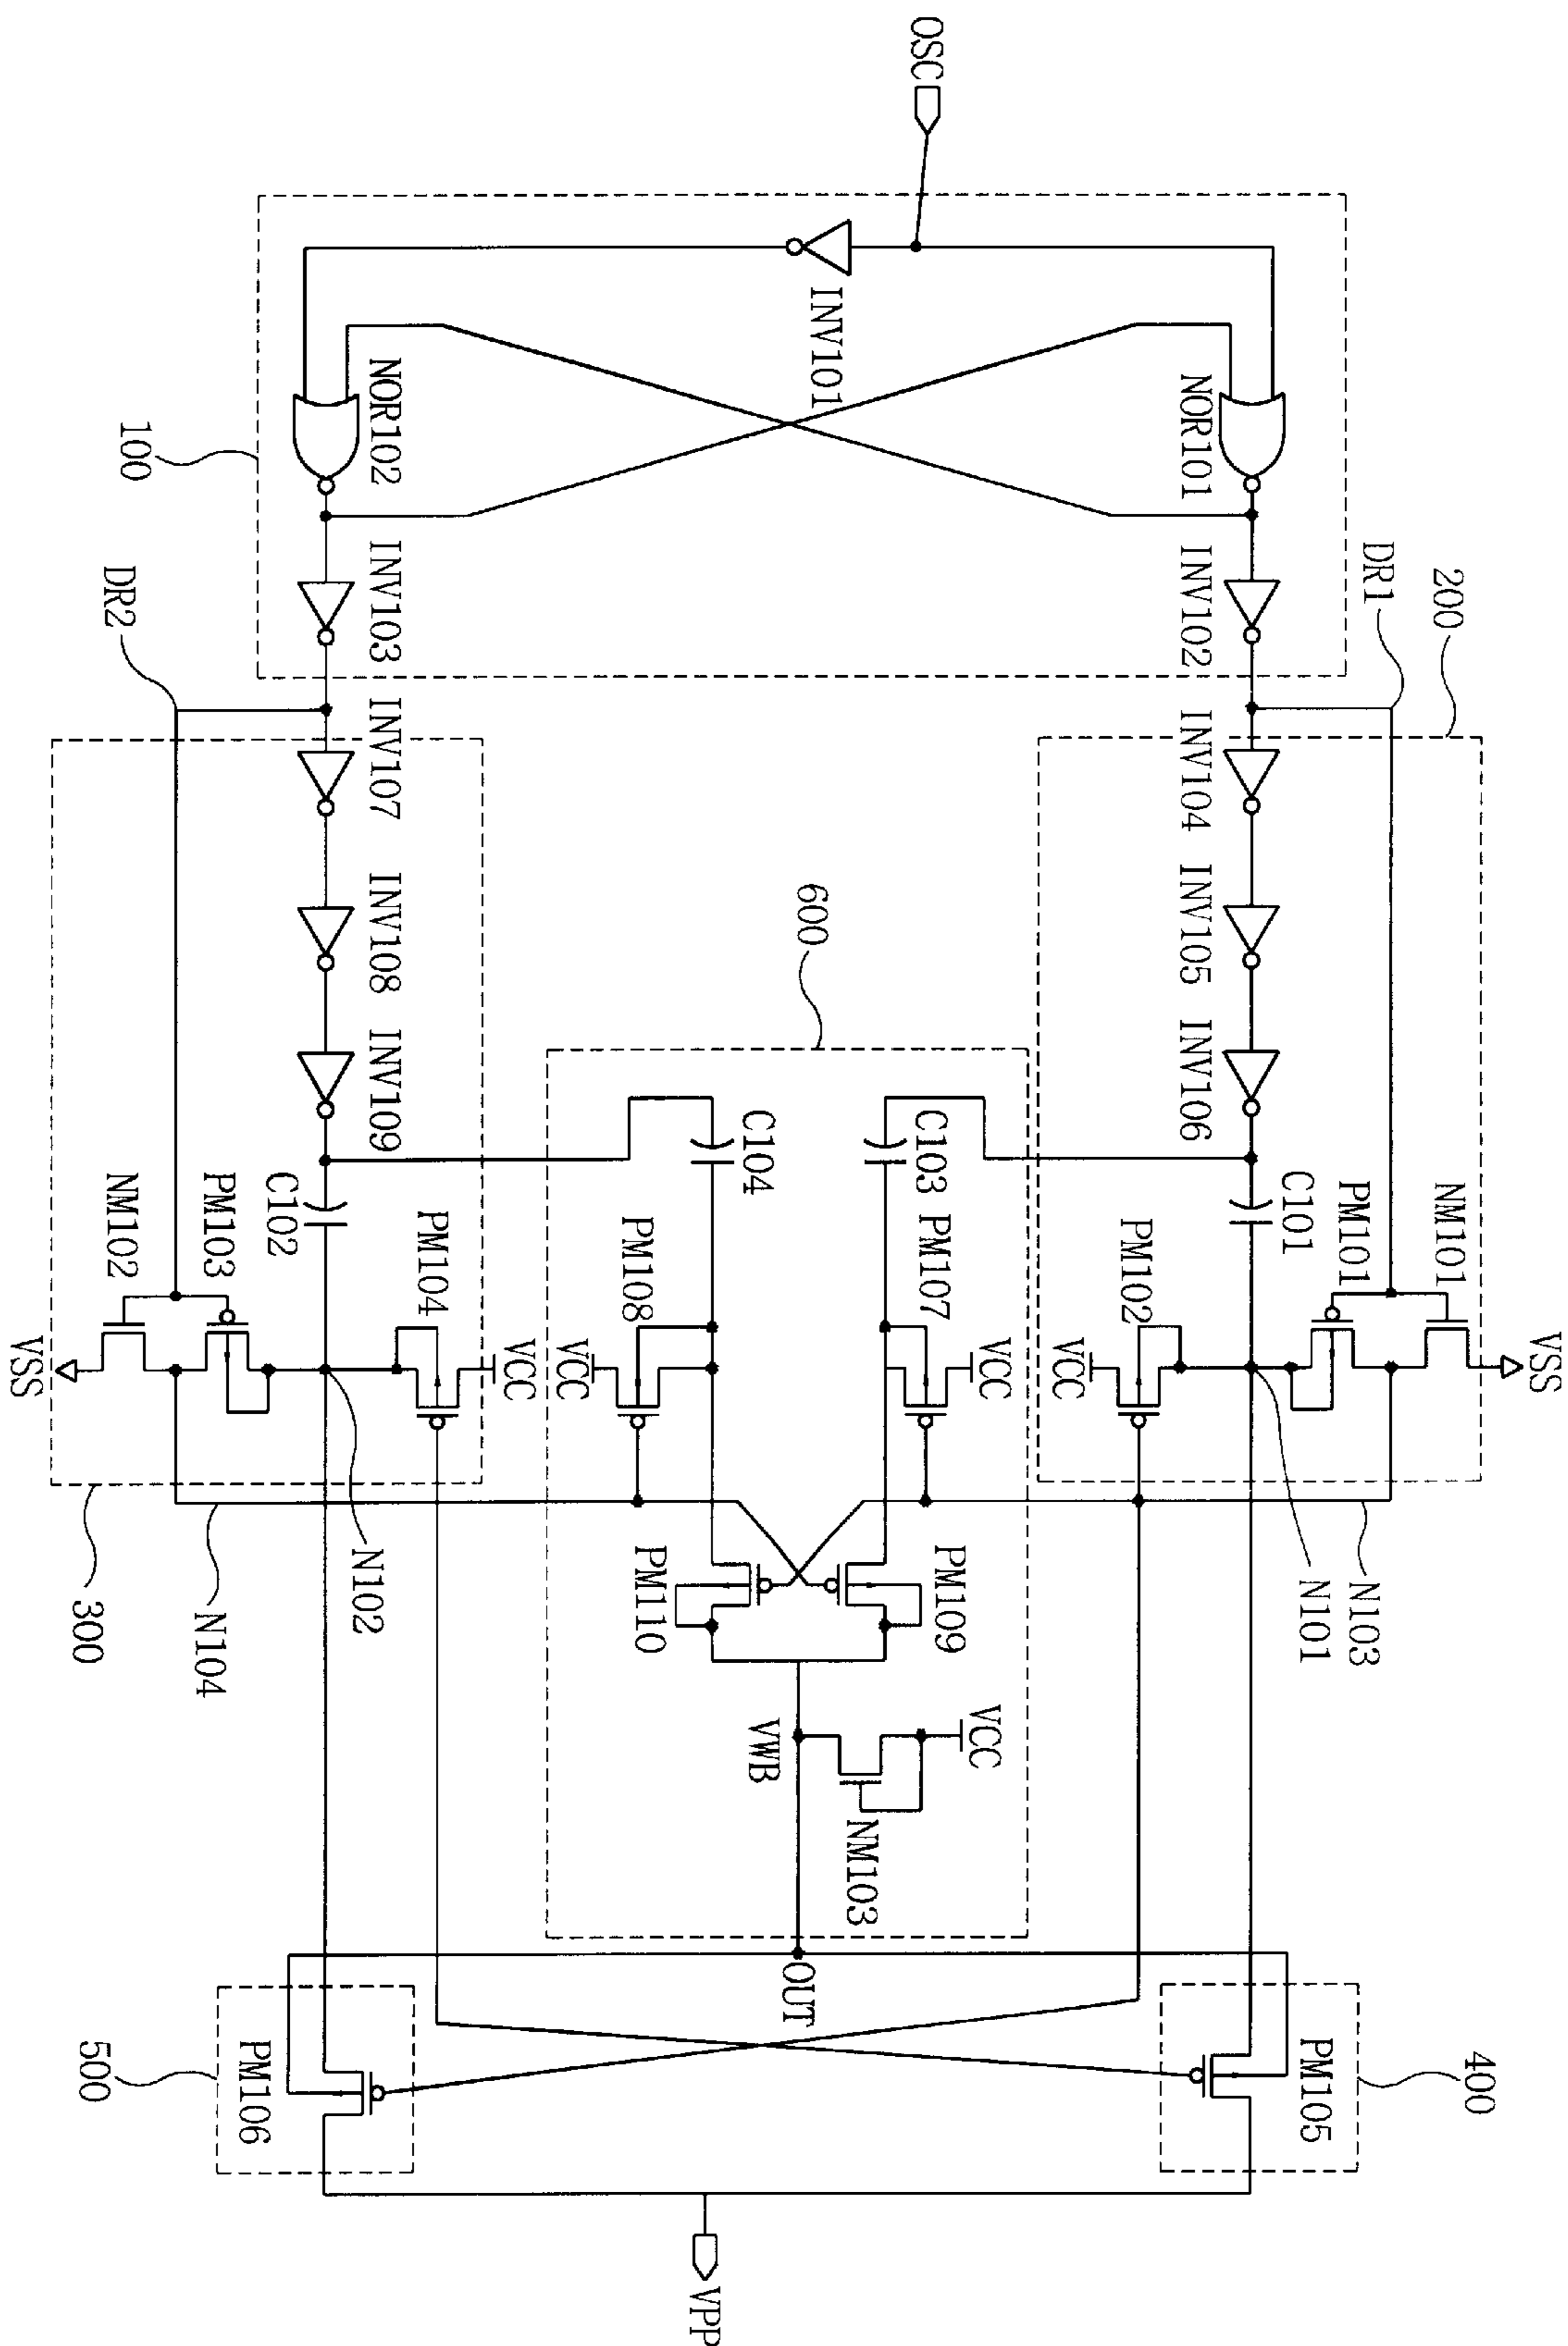 OSC
100
INV101
NOR101
NOR102
INV102
INV103
DR1
DR2
200
INV104
INV105
INV106
INV107
INV108
INV109
600
C101
C102
C103
C104
NM101
PM101
PM102
PM107
PM108
PM104
PM103
NM102
VSS
VCC
VCC
VCC
VCC
VSS
N103
N101
PM109
PM110
N102
N104
300
VCC
VWB
NM103
OUT
400
PM105
PM106
500
VPP